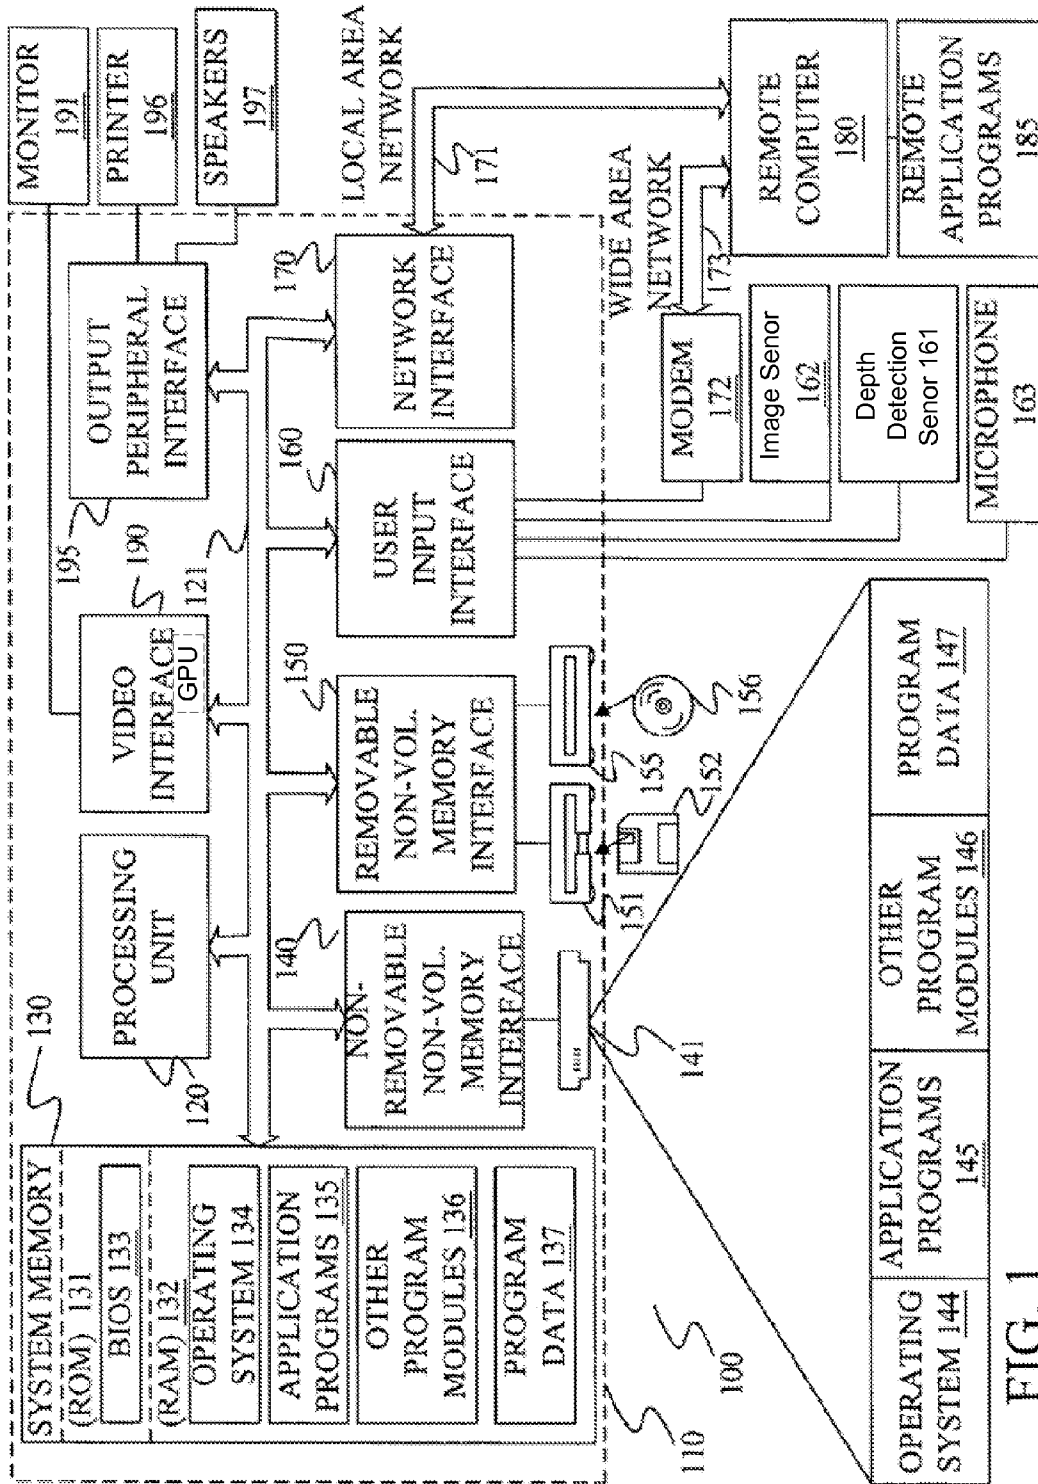 SYSTEM MEMORY
(ROM) 131
BIOS 133
(RAM) 132
OPERATING
SYSTEM 134
APPLICATION
PROGRAMS 135
OTHER
PROGRAM
MODULES 136
PROGRAM
DATA 137
130
PROCESSING
UNIT
120
VIDEO
INTERFACE
GPU
190
121
OUTPUT
PERIPHERAL
INTERFACE
195
MONITOR
191
PRINTER
196
SPEAKERS
197
NON-
REMOVABLE
NON-VOL.
MEMORY
INTERFACE
140
REMOVABLE
NON-VOL.
MEMORY
INTERFACE
150
USER
INPUT
INTERFACE
160
NETWORK
INTERFACE
170
LOCAL AREA
NETWORK
171
WIDE AREA
NETWORK
173
141
151
152
155
156
MODEM
172
Image Senor
162
Depth
Detection
Senor 161
MICROPHONE
163
REMOTE
COMPUTER
180
REMOTE
APPLICATION
PROGRAMS
185
110
100
OPERATING
SYSTEM 144
APPLICATION
PROGRAMS
145
OTHER
PROGRAM
MODULES 146
PROGRAM
DATA 147
FIG. 1